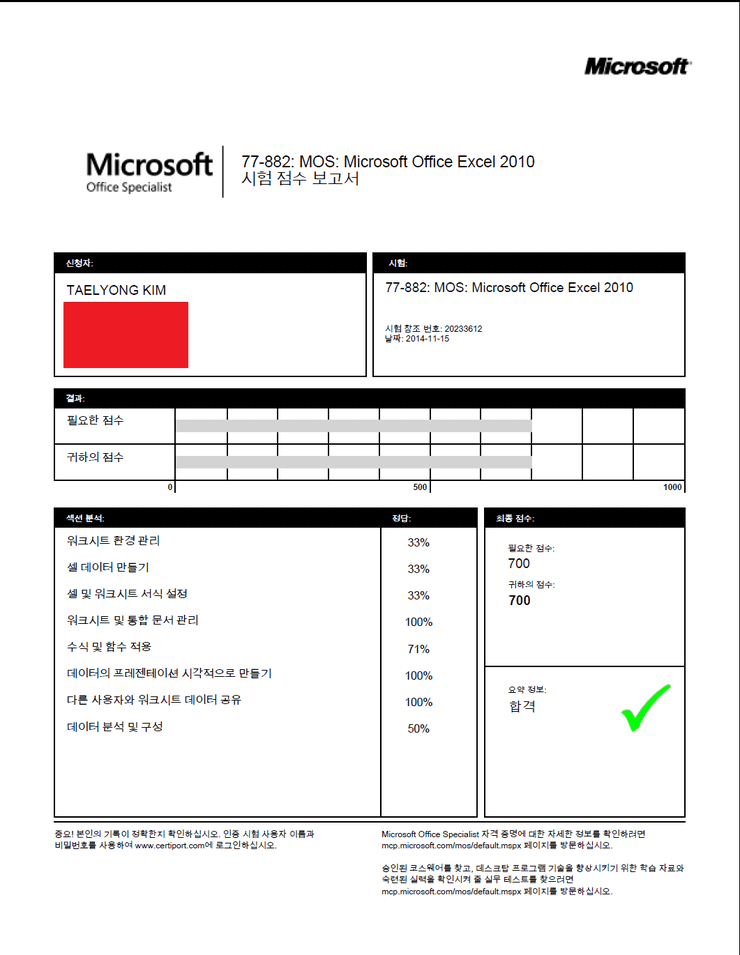 Microsoft
Microsoft
Office Specialist
77-882: MOS: Microsoft Office Excel 2010
시험 점수 보고서
신청자:
TAELYONG KIM
시험:
77-882: MOS: Microsoft Office Excel 2010
시험 참조 번호: 20233612
날짜: 2014-11-15
결과:
필요한 점수
귀하의 점수
0 500 1000
섹션 분석: 정답:
워크시트 환경 관리 33%
셀 데이터 만들기 33%
셀 및 워크시트 서식 설정 33%
워크시트 및 통합 문서 관리 100%
수식 및 함수 적용 71%
데이터의 프레젠테이션 시각적으로 만들기 100%
다른 사용자와 워크시트 데이터 공유 100%
데이터 분석 및 구성 50%
최종 점수:
필요한 점수:
700
귀하의 점수:
700
요약 정보:
합격
중요! 본인의 기록이 정확한지 확인하십시오. 인증 시험 사용자 이름과
비밀번호를 사용하여 www.certiport.com에 로그인하십시오.
Microsoft Office Specialist 자격 증명에 대한 자세한 정보를 확인하려면
mcp.microsoft.com/mos/default.mspx 페이지를 방문하십시오.
승인된 코스웨어를 찾고, 데스크탑 프로그램 기술을 향상시키기 위한 학습 자료와
숙련된 실력을 확인시켜 줄 실무 테스트를 찾으려면
mcp.microsoft.com/mos/default.mspx 페이지를 방문하십시오.